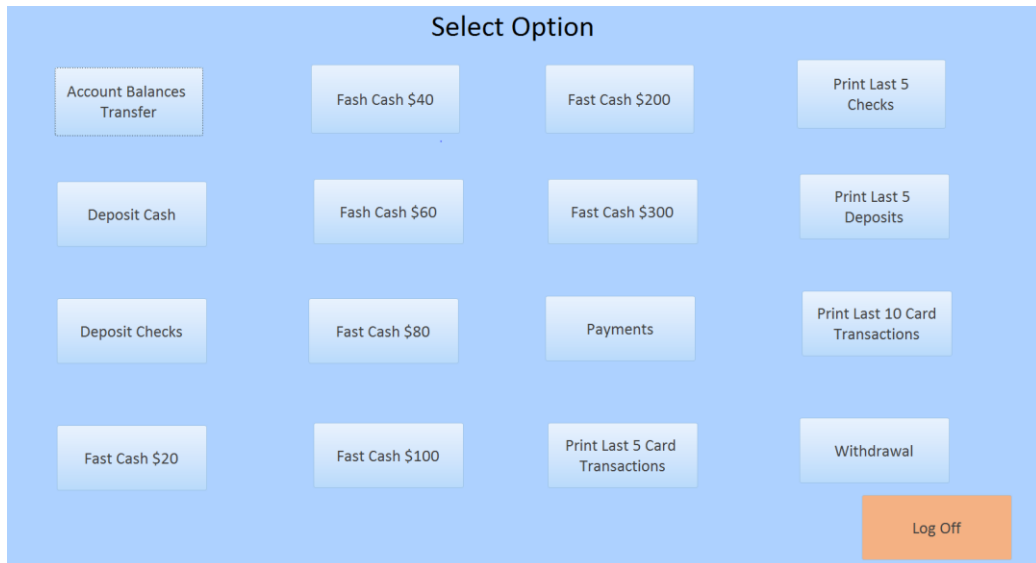 Select Option
Account Balances
Transfer
Fash Cash $40
Fast Cash $200
Print Last 5
Checks
Deposit Cash
Fash Cash $60
Fast Cash $300
Print Last 5
Deposits
Deposit Checks
Fast Cash $80
Payments
Print Last 10 Card
Transactions
Fast Cash $20
Fast Cash $100
Print Last 5 Card
Transactions
Withdrawal
Log Off